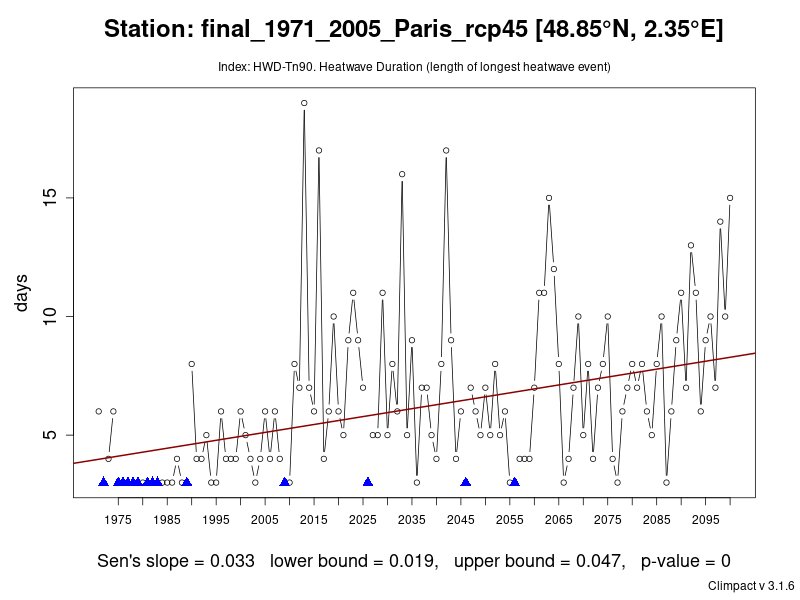 Station: final_1971_2005_Paris_rcp45 [48.85°N, 2.35°E]
Index: HWD-Tn90. Heatwave Duration (length of longest heatwave event)
15
10
5
days
1975 1985 1995 2005 2015 2025 2035 2045 2055 2065 2075 2085 2095
Sen's slope = 0.033 lower bound = 0.019, upper bound = 0.047, p-value = 0
Climpact v 3.1.6